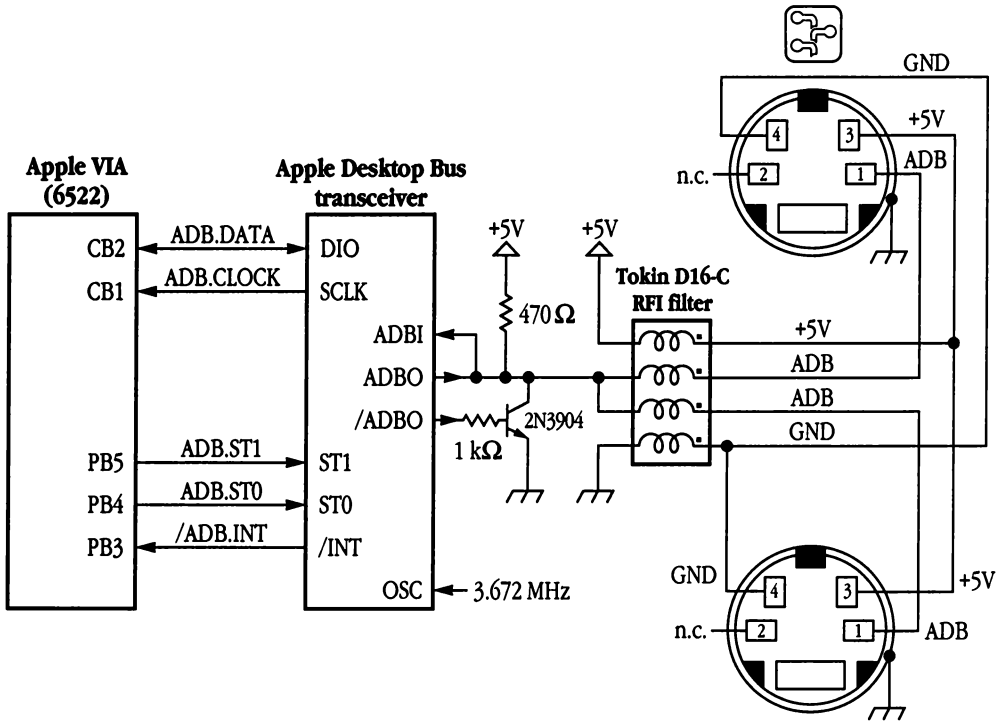 GND
+5V
ADB
4
3
n.c.
2
1
Apple VIA
(6522)
Apple Desktop Bus
transceiver
CB2
ADB.DATA
DIO
CB1
ADB.CLOCK
SCLK
ADBI
ADBO
/ADBO
+5V
470 Ω
+5V
Tokin D16-C
RFI filter
+5V
ADB
ADB
GND
2N3904
1 kΩ
PB5
ADB.ST1
ST1
PB4
ADB.ST0
ST0
PB3
/ADB.INT
/INT
OSC
3.672 MHz
GND
4
3
+5V
n.c.
2
1
ADB